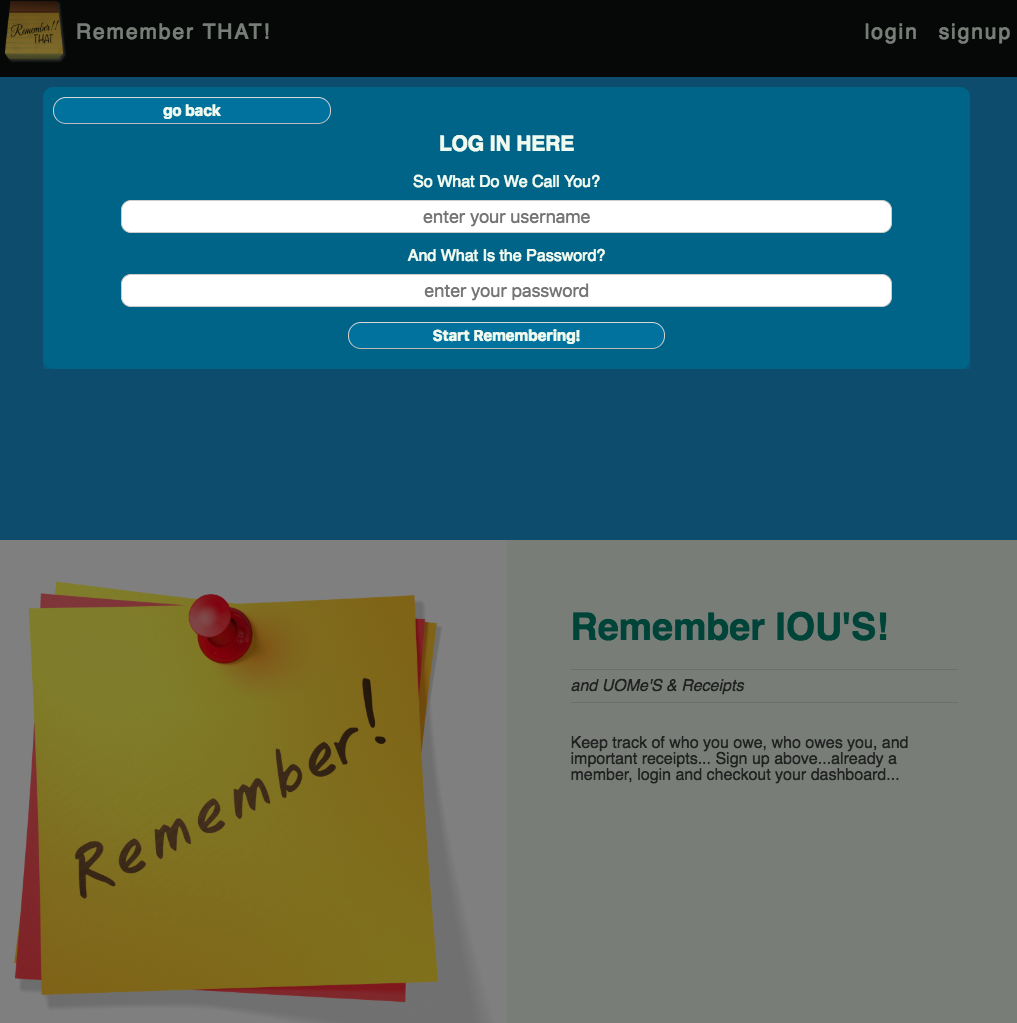 Remember!!
THAT
Remember THAT!
login
signup
go back
LOG IN HERE
So What Do We Call You?
enter your username
And What Is the Password?
enter your password
Start Remembering!
Remember!
Remember IOU'S!
and UOMe'S & Receipts
Keep track of who you owe, who owes you, and
important receipts... Sign up above...already a
member, login and checkout your dashboard...